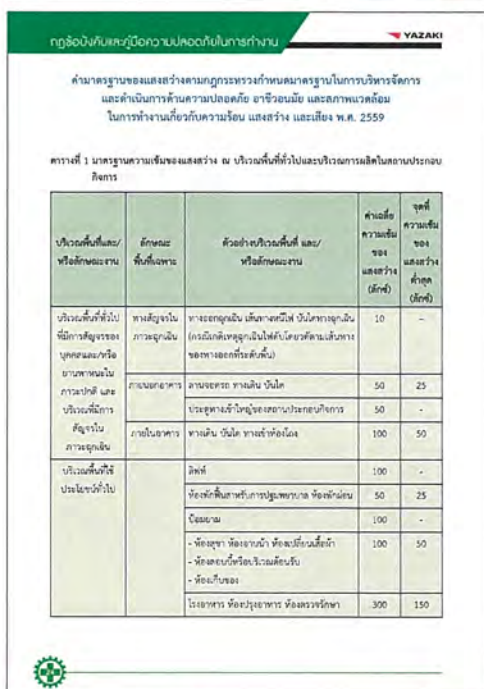 กฎข้อบังคับและคู่มือความปลอดภัยในการทำงาน
YAZAKI
ค่ามาตรฐานของแสงสว่างตามกฎกระทรวงกำหนดมาตรฐานในการบริหารจัดการ
และดำเนินการด้านความปลอดภัย อาชีวอนามัย และสภาพแวดล้อม
ในการทำงานเกี่ยวกับความร้อน แสงสว่าง และเสียง พ.ศ. 2559
ตารางที่ 1 มาตรฐานความเข้มของแสงสว่าง ณ บริเวณพื้นที่ทั่วไปและบริเวณการผลิตในสถานประกอบ
กิจการ
บริเวณพื้นที่และ/
หรือลักษณะงาน
ลักษณะ
พื้นที่เฉพาะ
ตัวอย่างบริเวณพื้นที่ และ/
หรือลักษณะงาน
ค่าเฉลี่ย
ความเข้ม
ของ
แสงสว่าง
(ลักซ์)
จุดที่
ความเข้ม
ของ
แสงสว่าง
ต่ำสุด
(ลักซ์)
บริเวณพื้นที่ทั่วไป
ที่มีการสัญจรของ
บุคคลและ/หรือ
ยานพาหนะใน
ภาวะปกติ และ
บริเวณที่มีการ
สัญจรใน
ภาวะฉุกเฉิน
ทางสัญจรใน
ภาวะฉุกเฉิน
ทางออกฉุกเฉิน เส้นทางหนีไฟ บันไดทางฉุกเฉิน
(กรณีเกิดเหตุฉุกเฉินไฟดับโดยวัดตามเส้นทาง
ของทางออกที่ระดับพื้น)
10 –
ภายนอกอาคาร ลานจอดรถ ทางเดิน บันได 50 25
ประตูทางเข้าใหญ่ของสถานประกอบกิจการ 50 -
ภายในอาคาร ทางเดิน บันได ทางเข้าห้องโถง 100 50
บริเวณพื้นที่ใช้
ประโยชน์ทั่วไป
ลิฟท์ 100 -
ห้องพักฟื้นสำหรับการปฐมพยาบาล ห้องพักผ่อน 50 25
ป้อมยาม 100 -
- ห้องสุขา ห้องอาบน้ำ ห้องเปลี่ยนเสื้อผ้า 100 50
- ห้องลอบบี้หรือบริเวณต้อนรับ
- ห้องเก็บของ
โรงอาหาร ห้องปรุงอาหาร ห้องตรวจรักษา 300 150